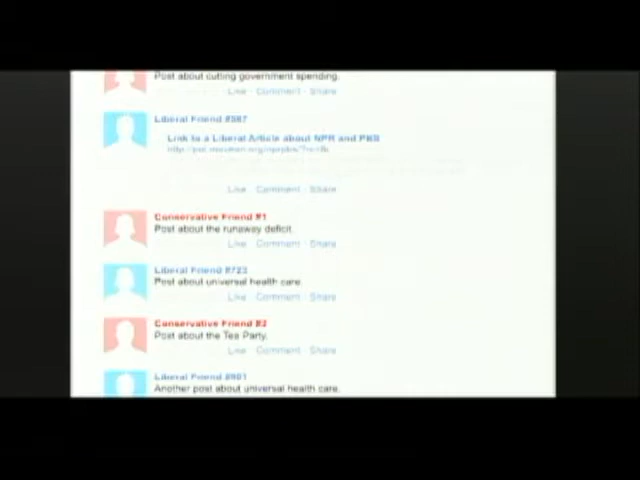 Post about cutting government spending.
Like · Comment · Share
Liberal Friend #587
Link to a Liberal Article about NPR and PBS
Like · Comment · Share
Conservative Friend #1
Post about the runaway deficit.
Like · Comment · Share
Liberal Friend #723
Post about universal health care.
Like · Comment · Share
Conservative Friend #2
Post about the Tea Party.
Like · Comment · Share
Liberal Friend #981
Another post about universal health care.